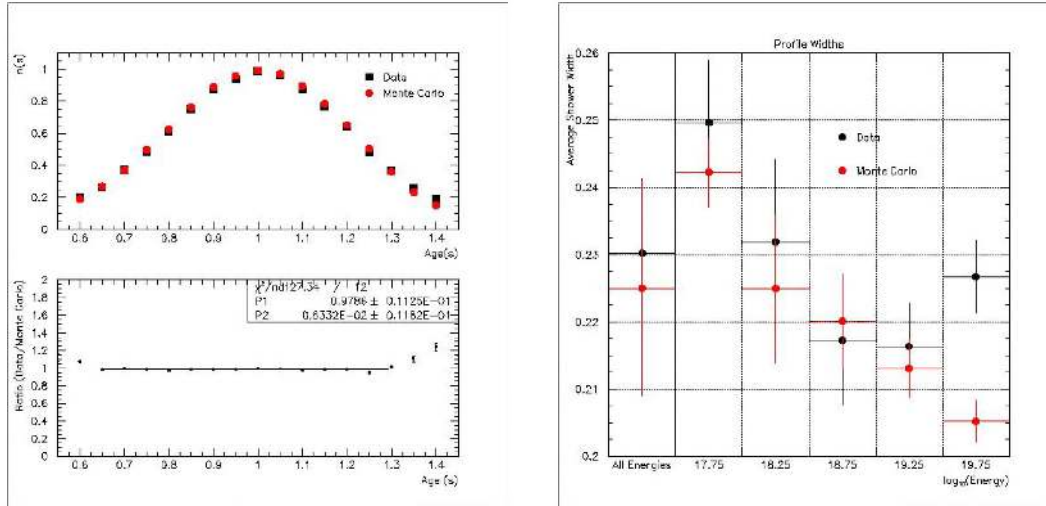 n(s)
1
0.8
0.6
0.4
0.2
0
Data
Monte Carlo
0.6 0.7 0.8 0.9 1 1.1 1.2 1.3 1.4
Age(s)
Ratio (Data/Monte Carlo)
2
1.8
1.6
1.4
1.2
1
0.8
0.6
0.4
0.2
0
P1 0.9786 ± 0.1125E-01
P2 0.6332E-02 ± 0.1182E-01
0.6 0.7 0.8 0.9 1 1.1 1.2 1.3 1.4
Age (s)
Profile Widths
Average Shower Width
0.26
0.25
0.24
0.23
0.22
0.21
0.2
Data
Monte Carlo
All Energies 17.75 18.25 18.75 19.25 19.75
log₁₀(Energy)